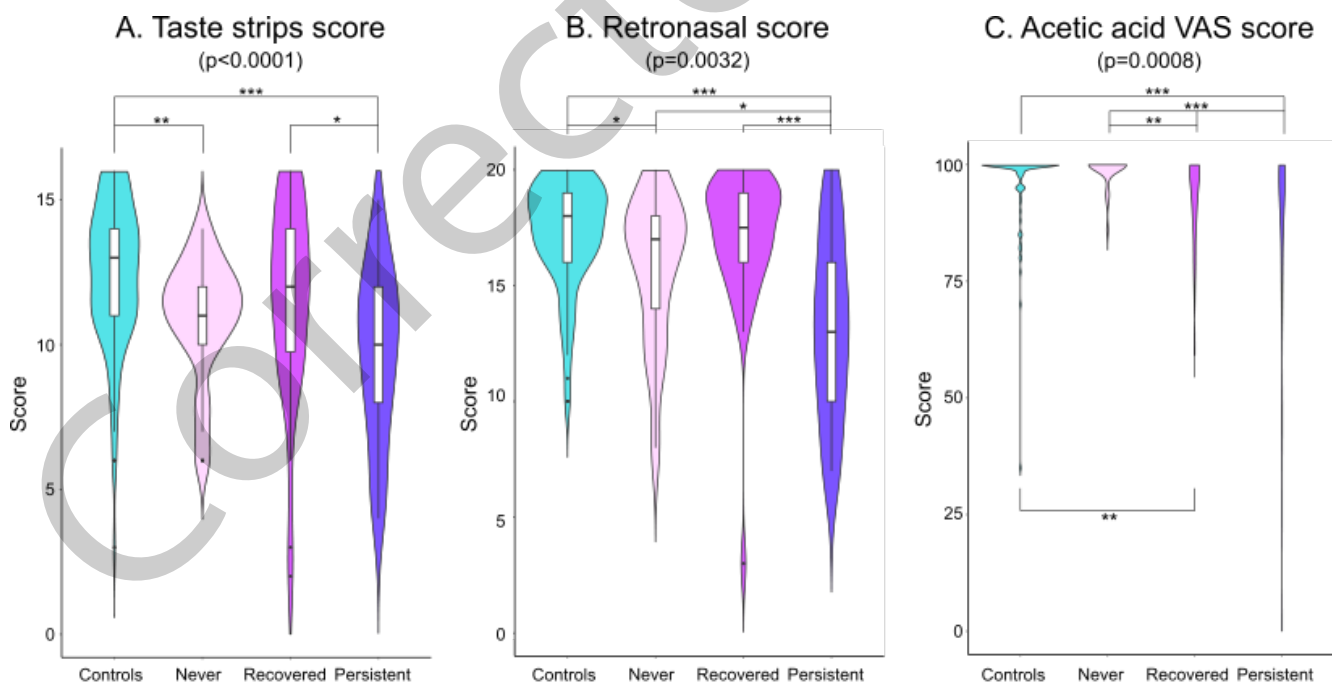 A. Taste strips score
(p<0.0001)
***
**
*
Score
15
10
5
0
Controls Never Recovered Persistent
B. Retronasal score
(p=0.0032)
***
*
*
***
Score
20
15
10
5
0
Controls Never Recovered Persistent
C. Acetic acid VAS score
(p=0.0008)
***
***
**
**
Score
100
75
50
25
0
Controls Never Recovered Persistent
Correcte